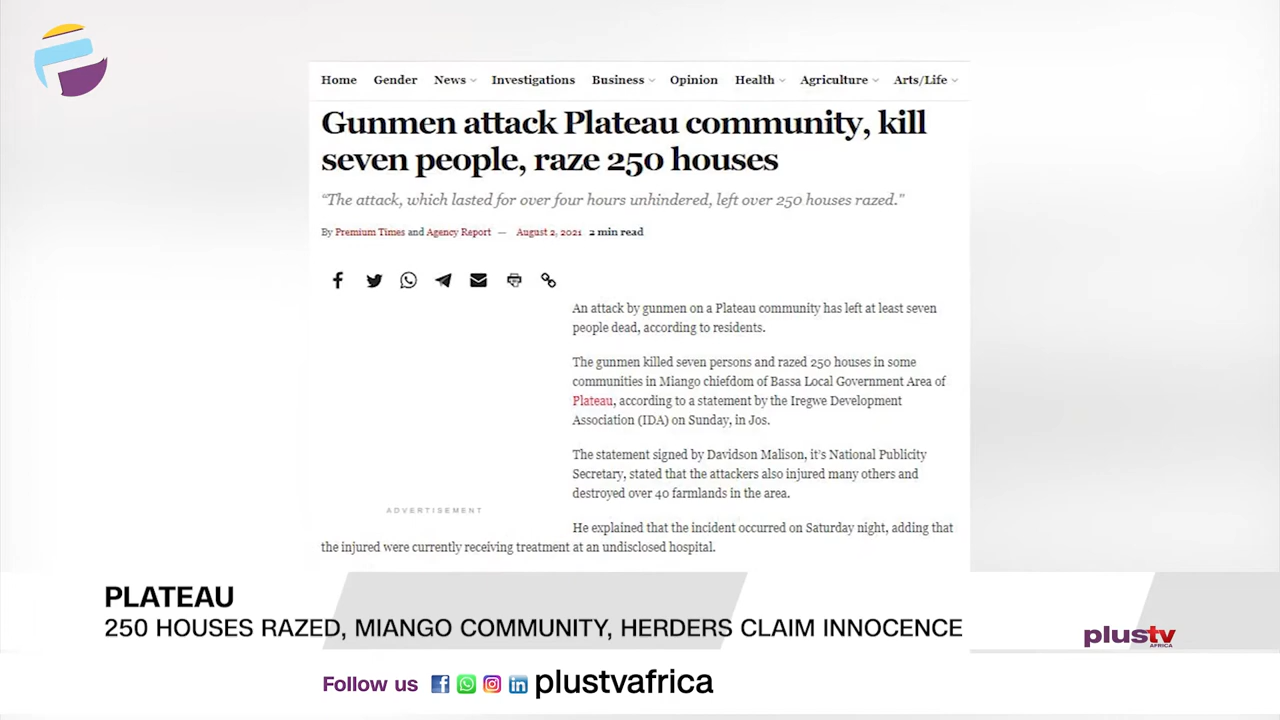 Home Gender News Investigations Business Opinion Health Agriculture Arts/Life
Gunmen attack Plateau community, kill
seven people, raze 250 houses
“The attack, which lasted for over four hours unhindered, left over 250 houses razed."
By Premium Times and Agency Report — August 2, 2021 2 min read
An attack by gunmen on a Plateau community has left at least seven
people dead, according to residents.
The gunmen killed seven persons and razed 250 houses in some
communities in Miango chiefdom of Bassa Local Government Area of
Plateau, according to a statement by the Iregwe Development
Association (IDA) on Sunday, in Jos.
The statement signed by Davidson Malison, it's National Publicity
Secretary, stated that the attackers also injured many others and
destroyed over 40 farmlands in the area.
ADVERTISEMENT
He explained that the incident occurred on Saturday night, adding that
the injured were currently receiving treatment at an undisclosed hospital.
PLATEAU
250 HOUSES RAZED, MIANGO COMMUNITY, HERDERS CLAIM INNOCENCE
plustv
AFRICA
Follow us plustvafrica